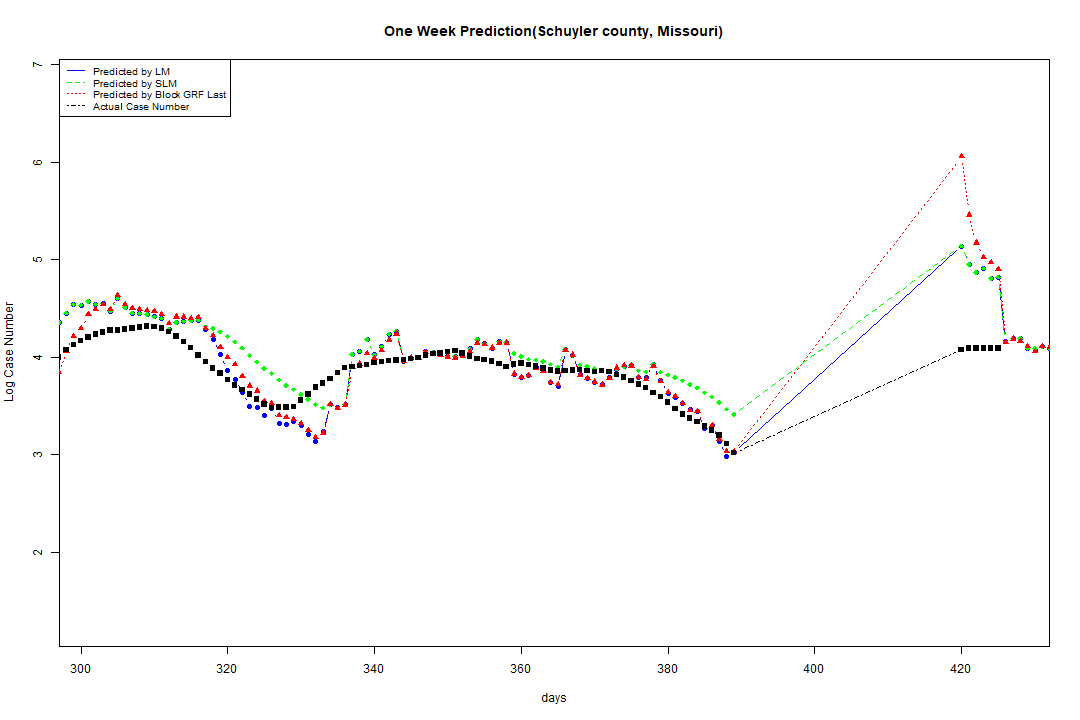 One Week Prediction(Schuyler county, Missouri)
Predicted by LM
Predicted by SLM
Predicted by Block GRF Last
Actual Case Number
7
6
5
4
3
2
Log Case Number
300 320 340 360 380 400 420
days